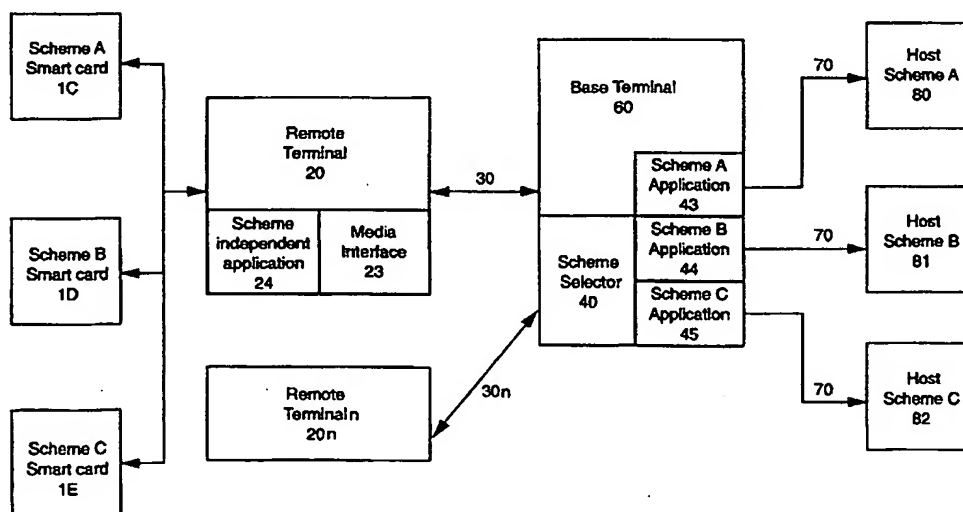 Scheme A
Smart card
1C
Scheme B
Smart card
1D
Scheme C
Smart card
1E
Remote
Terminal
20
Scheme
independent
application
24
Media
Interface
23
Remote
Terminal n
20n
30
30n
Base Terminal
60
Scheme A
Application
43
Scheme
Selector
40
Scheme B
Application
44
Scheme C
Application
45
70
70
70
Host
Scheme A
80
Host
Scheme B
81
Host
Scheme C
82